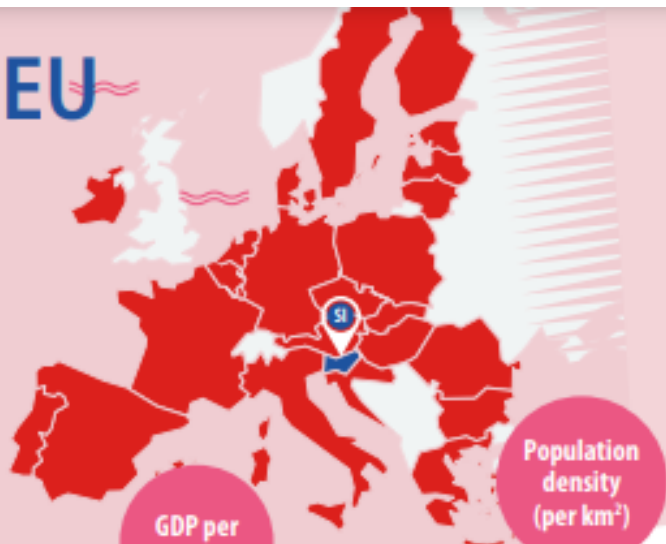 EU
SI
Population
density
(per km²)
GDP per